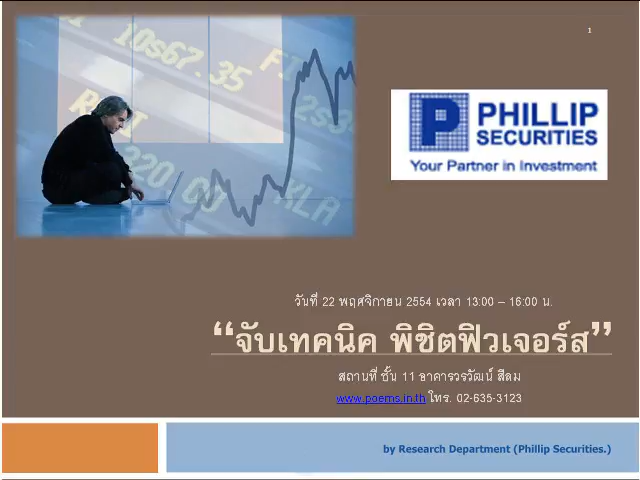 1
10s67.35
PHILLIP
SECURITIES
Your Partner in Investment
KLA
วันที่ 22 พฤศจิกายน 2554 เวลา 13:00 – 16:00 น.
“จับเทคนิค พิชิตฟิวเจอร์ส”
สถานที่ ชั้น 11 อาคารวรวัฒน์ สีลม
www.poems.in.th โทร. 02-635-3123
by Research Department (Phillip Securities.)